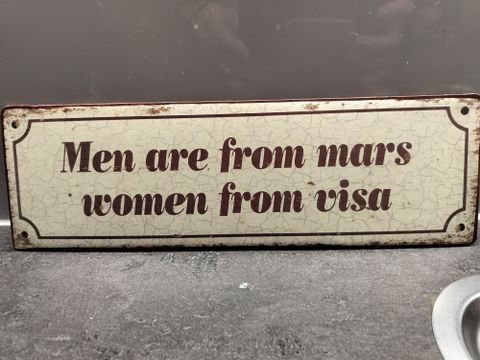 Men are from mars
women from visa